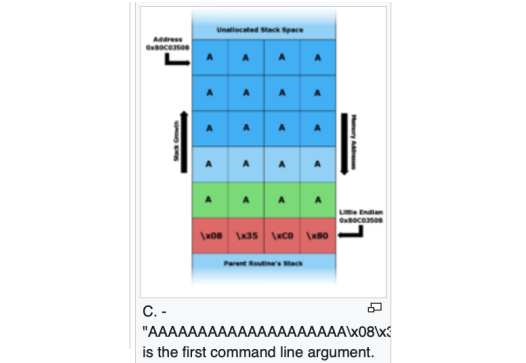 Unallocated Stack Space
Address
0x80C03508
A A A A
A A A A
A A A A
Stack Growth
Memory Addresses
A A A A
A A A A
Little Endian
0x80C03508
\x08 \x35 \xC0 \x80
Parent Routine's Stack
C. -
"AAAAAAAAAAAAAAAAAAAA\x08\x3
is the first command line argument.